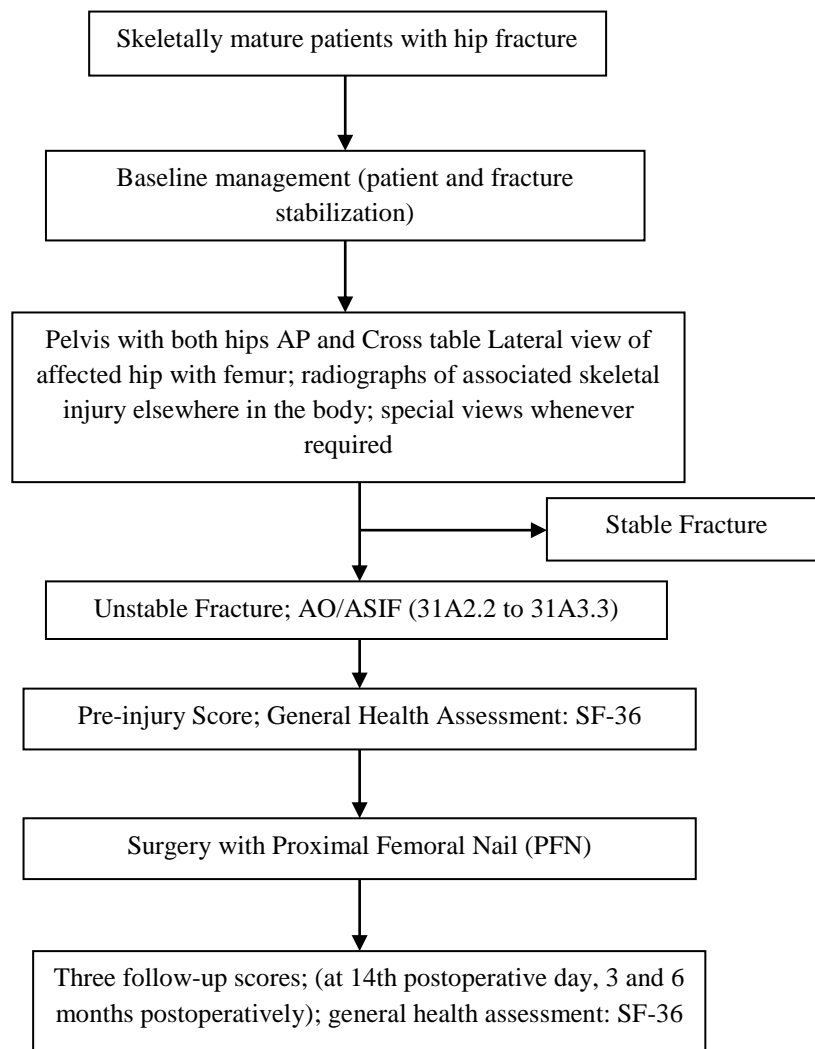 Skeletally mature patients with hip fracture
Baseline management (patient and fracture
stabilization)
Pelvis with both hips AP and Cross table Lateral view of
affected hip with femur; radiographs of associated skeletal
injury elsewhere in the body; special views whenever
required
Stable Fracture
Unstable Fracture; AO/ASIF (31A2.2 to 31A3.3)
Pre-injury Score; General Health Assessment: SF-36
Surgery with Proximal Femoral Nail (PFN)
Three follow-up scores; (at 14th postoperative day, 3 and 6
months postoperatively); general health assessment: SF-36